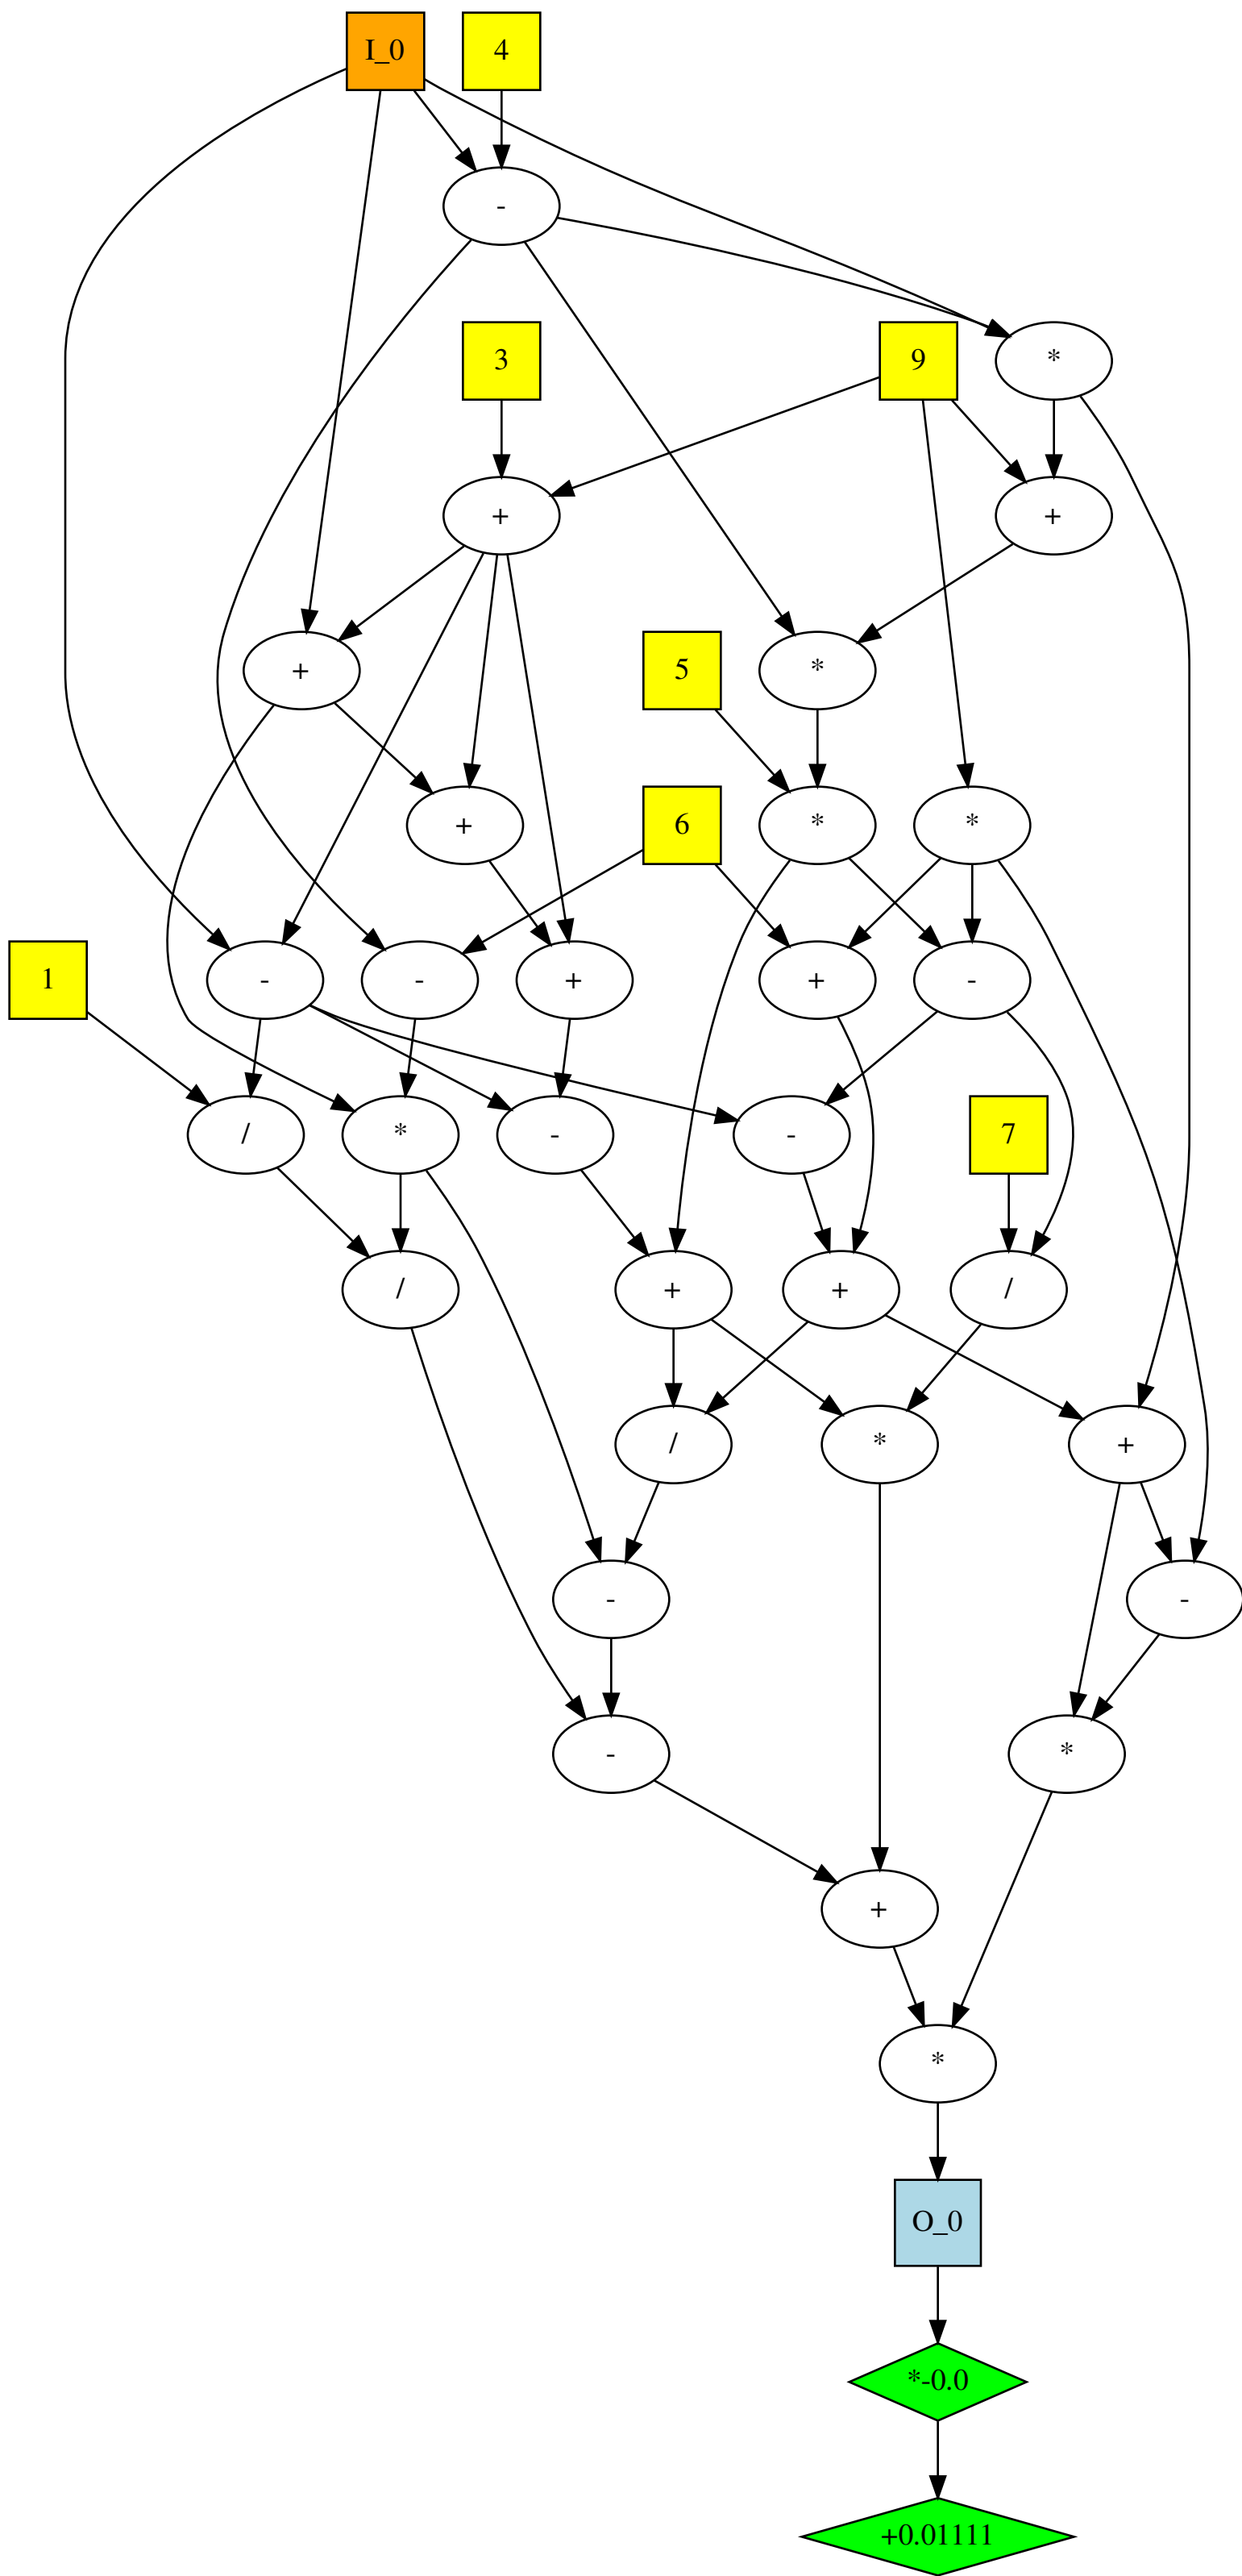 I_0 4
-
3 9 *
+ +
+ 5 *
+ 6 * *
1 - - + + -
/ * - - 7
/ + + /
/ * +
- -
- *
+
*
O_0
*-0.0
+0.01111